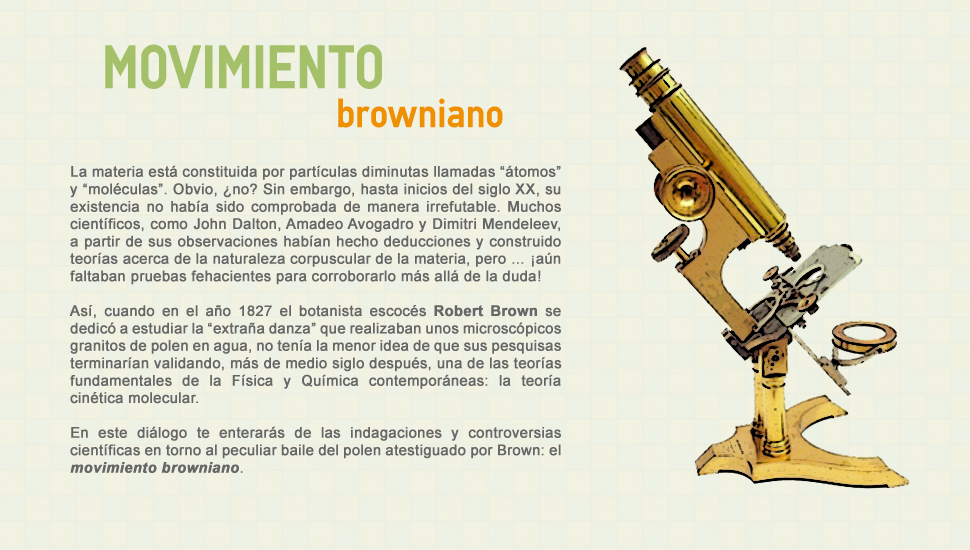 MOVIMIENTO
browniano
La materia está constituida por partículas diminutas llamadas “átomos”
y “moléculas”. Obvio, ¿no? Sin embargo, hasta inicios del siglo XX, su
existencia no había sido comprobada de manera irrefutable. Muchos
científicos, como John Dalton, Amadeo Avogadro y Dimitri Mendeleev,
a partir de sus observaciones habían hecho deducciones y construido
teorías acerca de la naturaleza corpuscular de la materia, pero ... ¡aún
faltaban pruebas fehacientes para corroborarlo más allá de la duda!
Así, cuando en el año 1827 el botanista escocés Robert Brown se
dedicó a estudiar la “extraña danza” que realizaban unos microscópicos
granitos de polen en agua, no tenía la menor idea de que sus pesquisas
terminarían validando, más de medio siglo después, una de las teorías
fundamentales de la Física y Química contemporáneas: la teoría
cinética molecular.
En este diálogo te enterarás de las indagaciones y controversias
científicas en torno al peculiar baile del polen atestiguado por Brown: el
movimiento browniano.